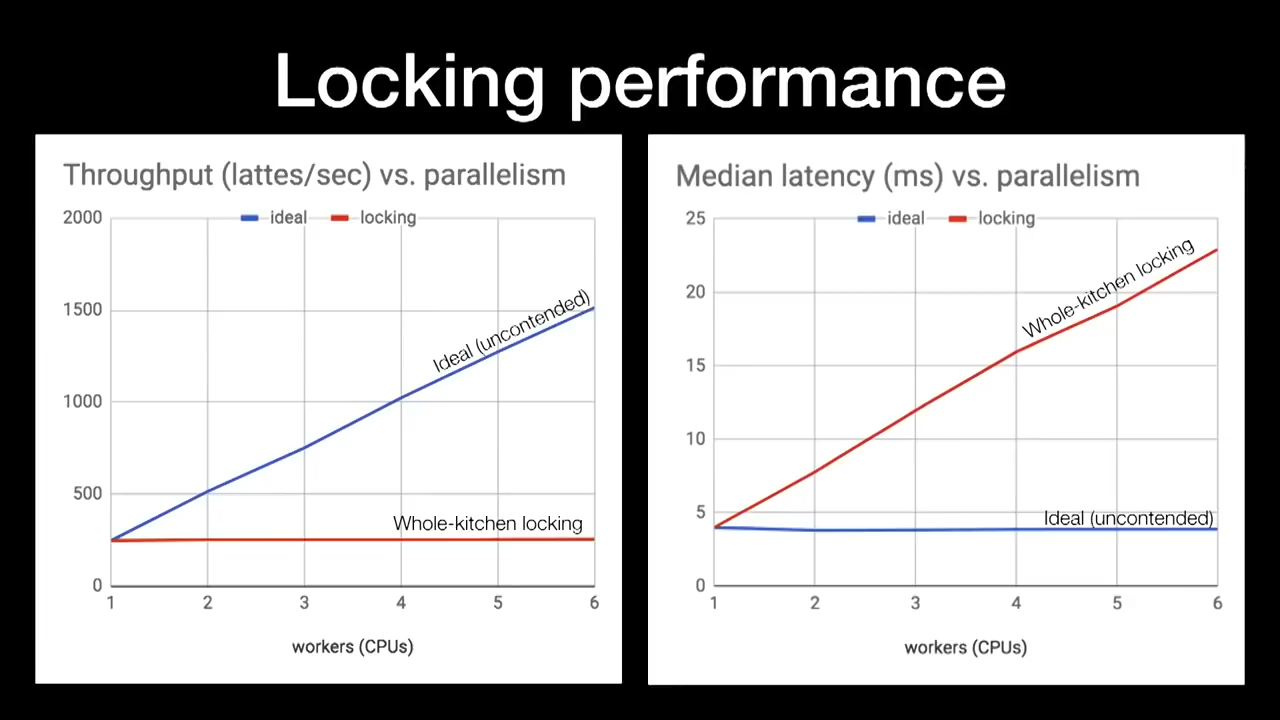 Locking performance
Throughput (lattes/sec) vs. parallelism
ideal locking
2000
1500
1000
500
0
Ideal (uncontended)
Whole-kitchen locking
1 2 3 4 5 6
workers (CPUs)
Median latency (ms) vs. parallelism
ideal locking
25
20
15
10
5
0
Whole-kitchen locking
Ideal (uncontended)
1 2 3 4 5 6
workers (CPUs)